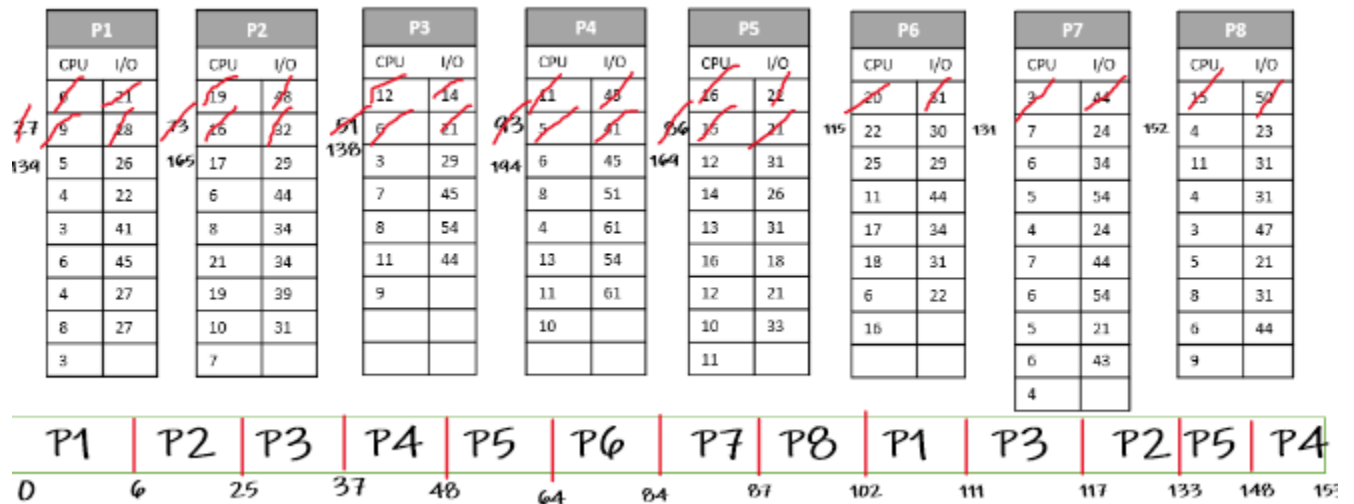 P1 P2 P3 P4 P5 P6 P7 P8
CPU I/O CPU I/O CPU I/O CPU I/O CPU I/O CPU I/O CPU I/O CPU I/O
21 19 48 12 14 11 16 20 3 44 15 50
27 9 28 73 16 32 51 6 21 93 5 41 86 15 21 115 22 30 131 7 24 152 4 23
139 5 26 165 17 29 138 3 29 194 6 45 169 12 31 25 29 6 34 11 31
4 22 6 44 7 45 8 51 14 26 11 44 5 54 4 31
3 41 8 34 8 54 4 61 13 31 17 34 4 24 3 47
6 45 21 34 11 44 13 54 16 18 18 31 7 44 5 21
4 27 19 39 9 11 61 12 21 6 22 6 54 8 31
8 27 10 31 10 10 33 16 5 21 6 44
3 7 11 6 43 9
4
P1 P2 P3 P4 P5 P6 P7 P8 P1 P3 P2 P5 P4
0 6 25 37 48 64 84 87 102 111 117 133 148